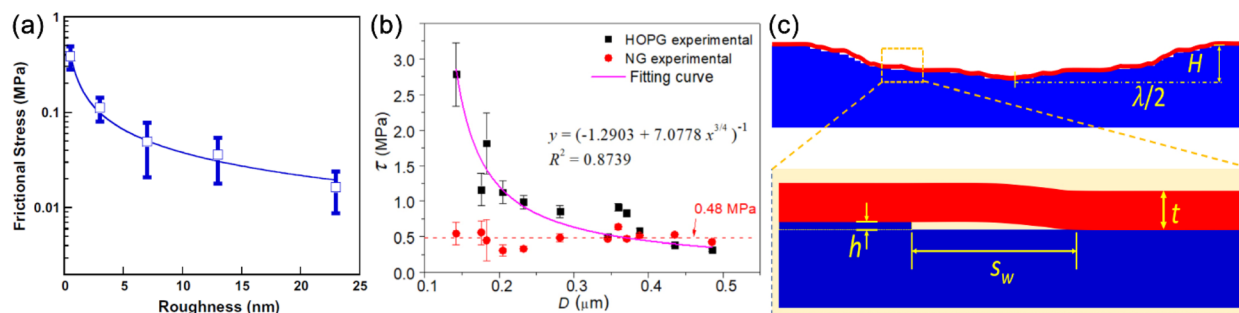 (a)
Frictional Stress (MPa)
1
0.1
0.01
0 5 10 15 20 25
Roughness (nm)
(b)
τ (MPa)
3.0
2.5
2.0
1.5
1.0
0.5
0.0
0.1 0.2 0.3 0.4 0.5
D (μm)
HOPG experimental
NG experimental
Fitting curve
y = (-1.2903 + 7.0778 x^{3/4})^{-1}
R^2 = 0.8739
0.48 MPa
(c)
H
λ/2
h
t
s_w